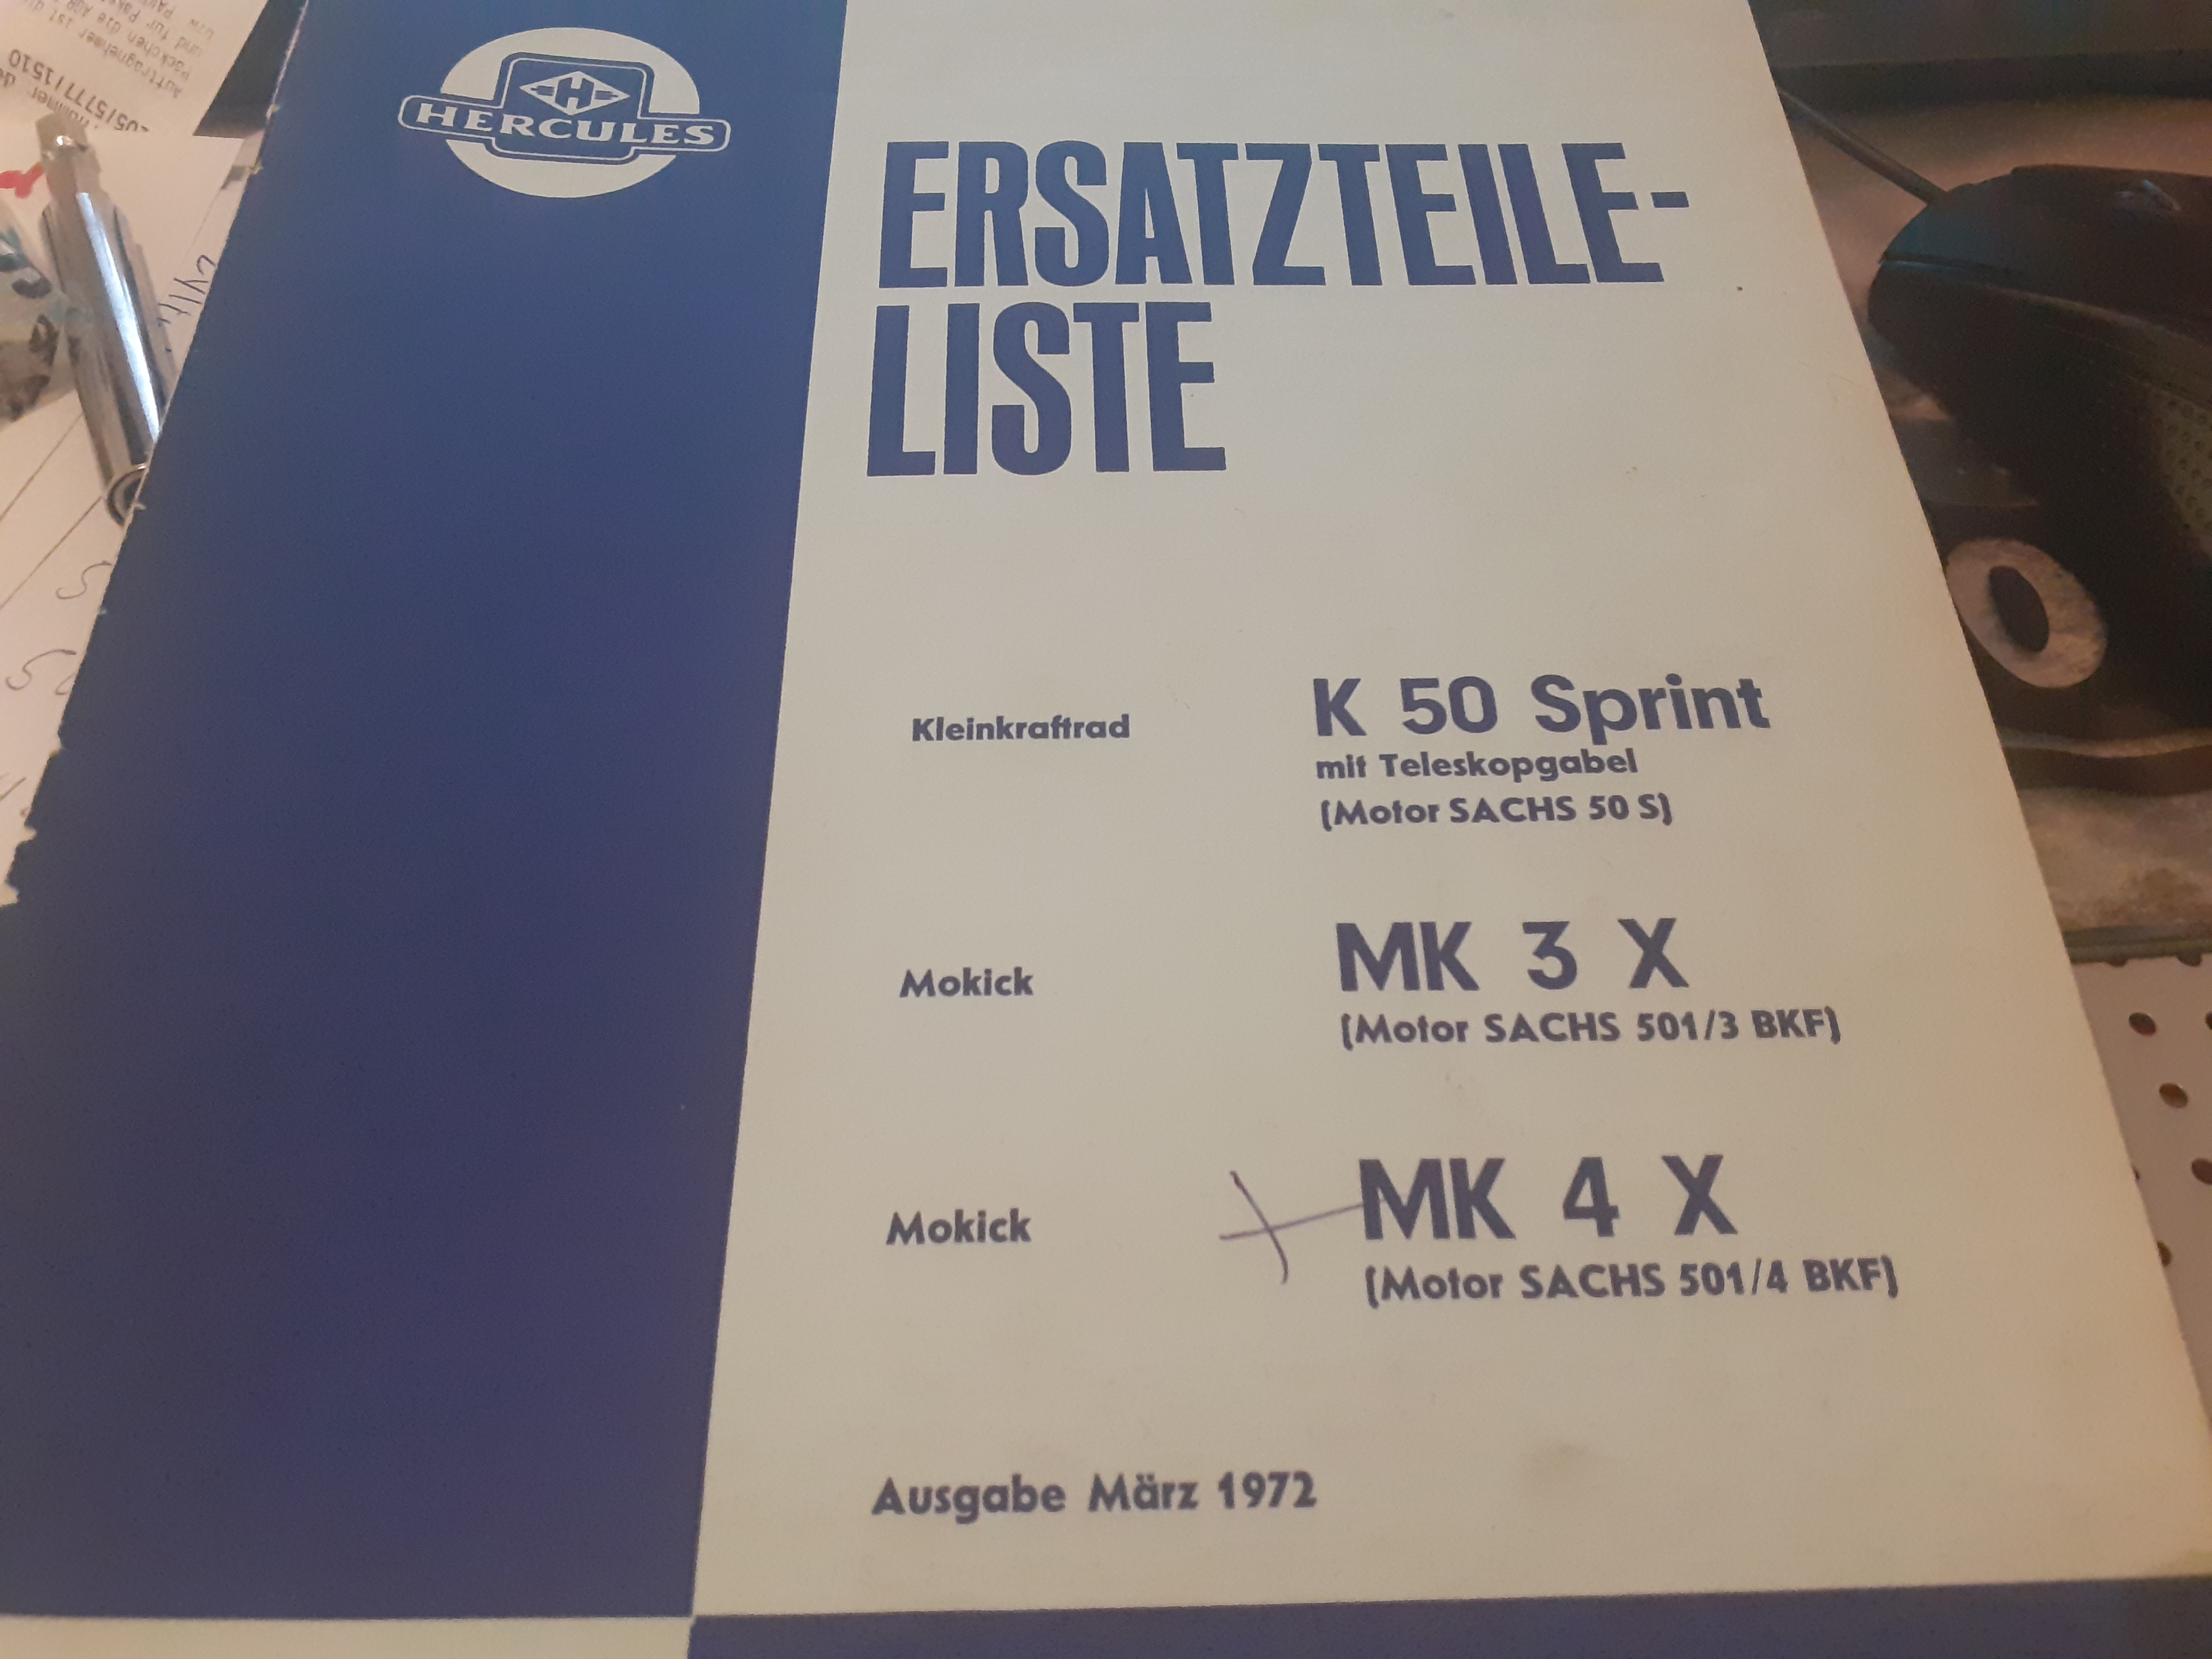 HERCULES
ERSATZTEILE-
LISTE
Kleinkraftrad
K 50 Sprint
mit Teleskopgabel
(Motor SACHS 50 S)
Mokick
MK 3 X
(Motor SACHS 501/3 BKF)
Mokick
MK 4 X
(Motor SACHS 501/4 BKF)
Ausgabe März 1972